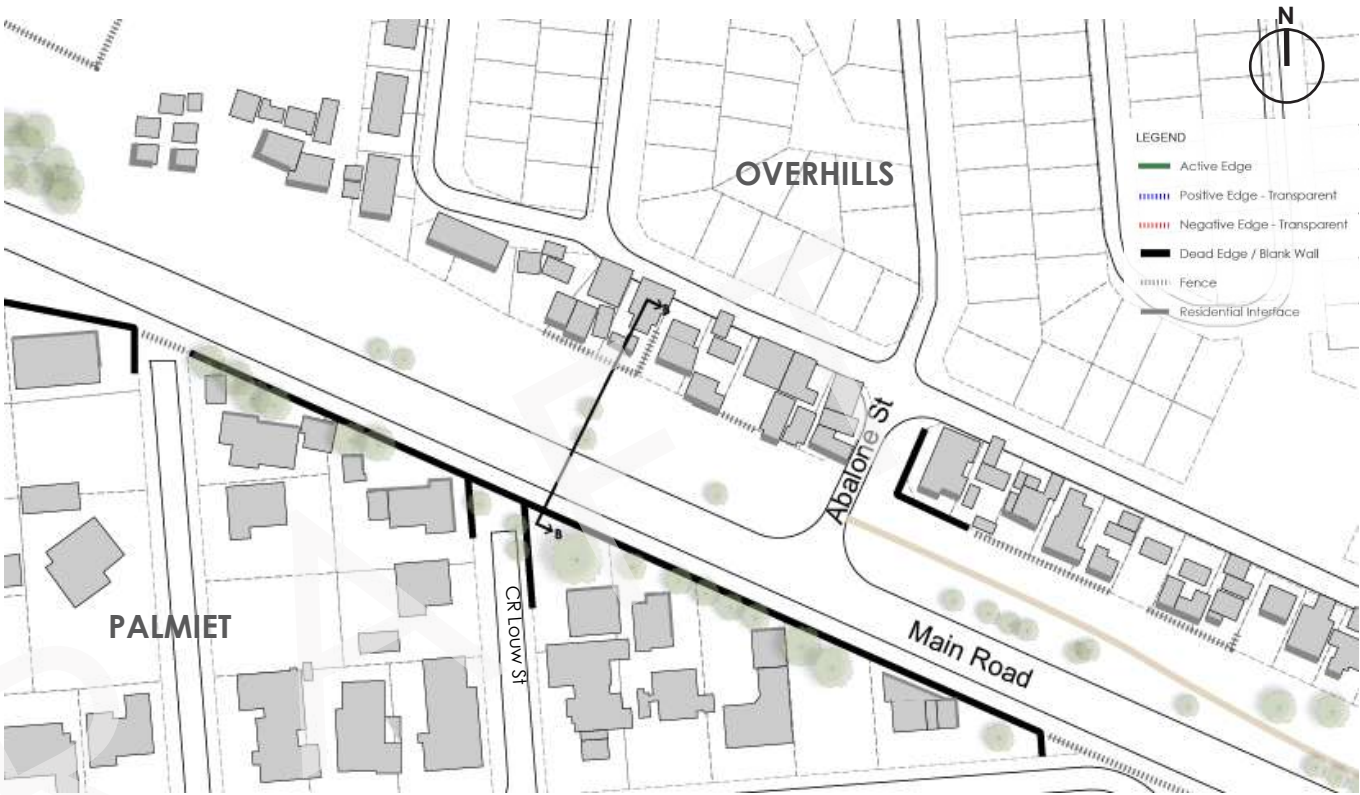 N
LEGEND
Active Edge
Positive Edge - Transparent
Negative Edge - Transparent
Dead Edge / Blank Wall
Fence
Residential Interface
OVERHILLS
B
Abalone St
B
CR Louw St
PALMIET
Main Road